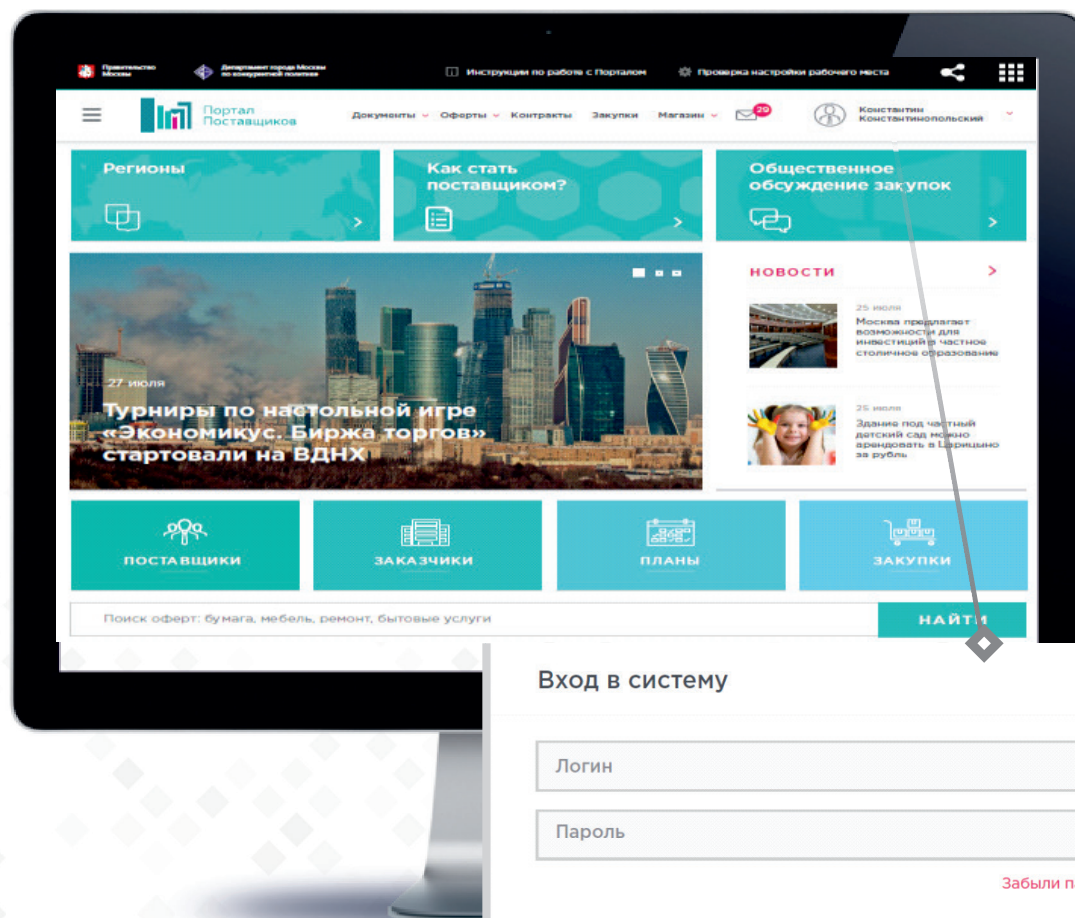 Правительство
Москвы
Департамент города Москвы
по конкурентной политике
Инструкции по работе с Порталом
Проверка настройки рабочего места
Портал
Поставщиков
Документы
Оферты
Контракты
Закупки
Магазин
29
Константин
Константинопольский
Регионы
Как стать
поставщиком?
Общественное
обсуждение закупок
27 июля
Турниры по настольной игре
«Экономикус. Биржа торгов»
стартовали на ВДНХ
НОВОСТИ
25 июля
Москва предлагает
возможности для
инвестиций в частное
столичное образование
25 июля
Здание под частный
детский сад можно
арендовать в Царицыно
за рубль
ПОСТАВЩИКИ
ЗАКАЗЧИКИ
ПЛАНЫ
ЗАКУПКИ
Поиск оферт: бумага, мебель, ремонт, бытовые услуги
НАЙТИ
Вход в систему
Логин
Пароль
Забыли п